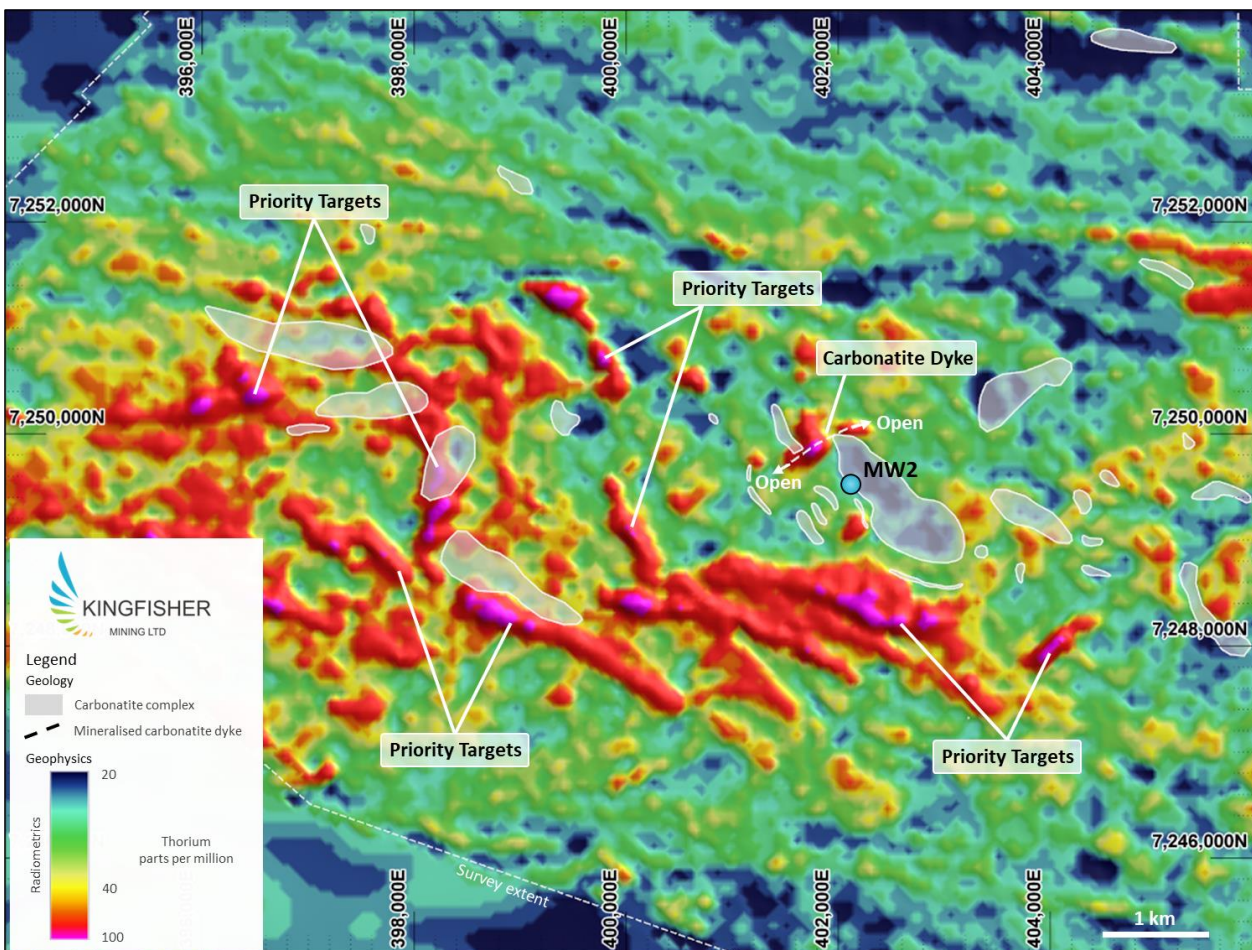 396,000E
398,000E
400,000E
402,000E
404,000E
Priority Targets
7,252,000N
7,252,000N
Priority Targets
Carbonatite Dyke
7,250,000N
7,250,000N
Open
MW2
Open
KINGFISHER
MINING LTD
7,248,000N
Legend
Geology
Carbonatite complex
Mineralised carbonatite dyke
Priority Targets
Priority Targets
Geophysics
20
Radiometrics
Thorium
parts per million
40
100
7,246,000N
Survey extent
398,000E
400,000E
402,000E
404,000E
1 km